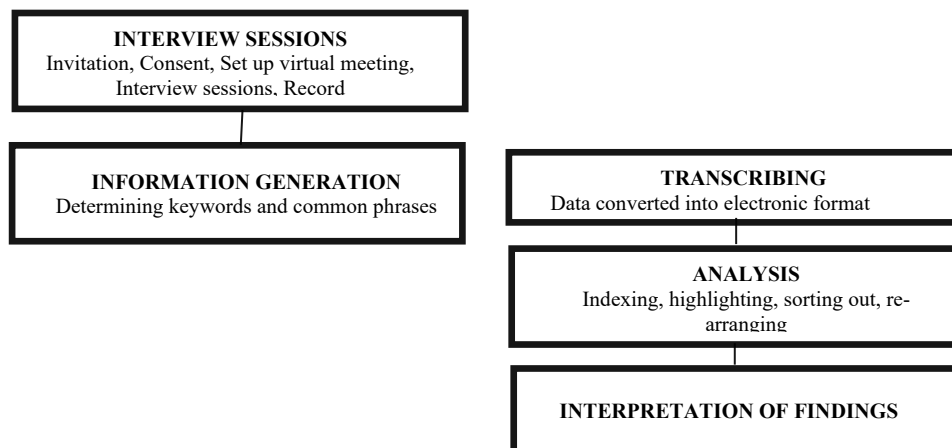 INTERVIEW SESSIONS
Invitation, Consent, Set up virtual meeting,
Interview sessions, Record
INFORMATION GENERATION
Determining keywords and common phrases
TRANSCRIBING
Data converted into electronic format
ANALYSIS
Indexing, highlighting, sorting out, re-
arranging
INTERPRETATION OF FINDINGS